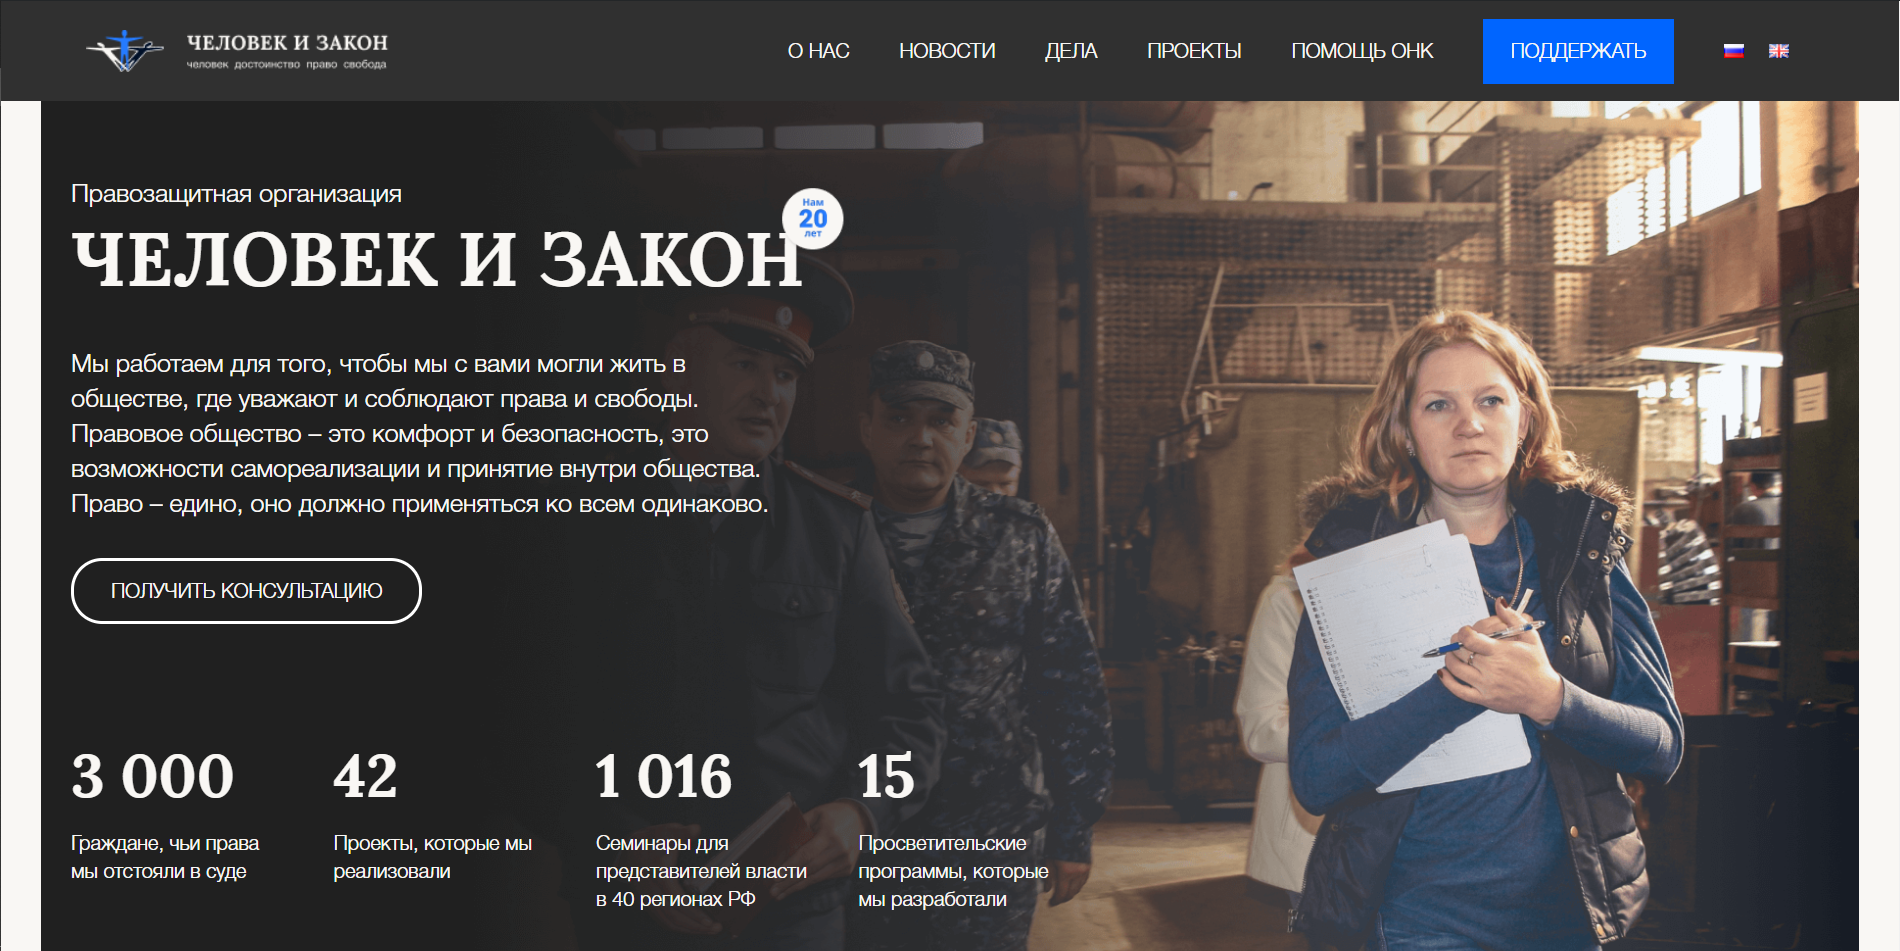 ЧЕЛОВЕК И ЗАКОН
человек достоинство право свобода
О НАС
НОВОСТИ
ДЕЛА
ПРОЕКТЫ
ПОМОЩЬ ОНК
ПОДДЕРЖАТЬ
Правозащитная организация
Нам
20
лет
ЧЕЛОВЕК И ЗАКОН
Мы работаем для того, чтобы мы с вами могли жить в
обществе, где уважают и соблюдают права и свободы.
Правовое общество – это комфорт и безопасность, это
возможности самореализации и принятие внутри общества.
Право – едино, оно должно применяться ко всем одинаково.
ПОЛУЧИТЬ КОНСУЛЬТАЦИЮ
3 000
Граждане, чьи права
мы отстояли в суде
42
Проекты, которые мы
реализовали
1 016
Семинары для
представителей власти
в 40 регионах РФ
15
Просветительские
программы, которые
мы разработали